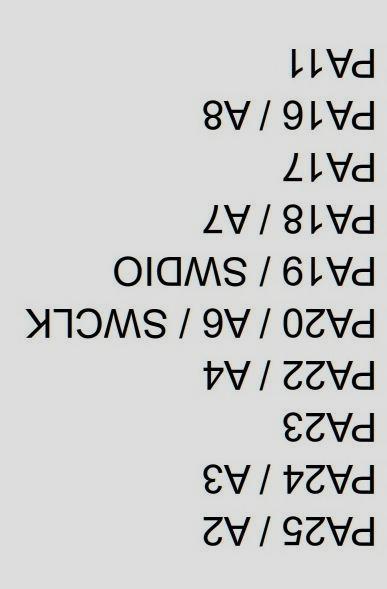 PA25 / A2
PA24 / A3
PA23
PA22 / A4
PA20 / A6 / SWCLK
PA19 / SWDIO
PA18 / A7
PA17
PA16 / A8
PA11